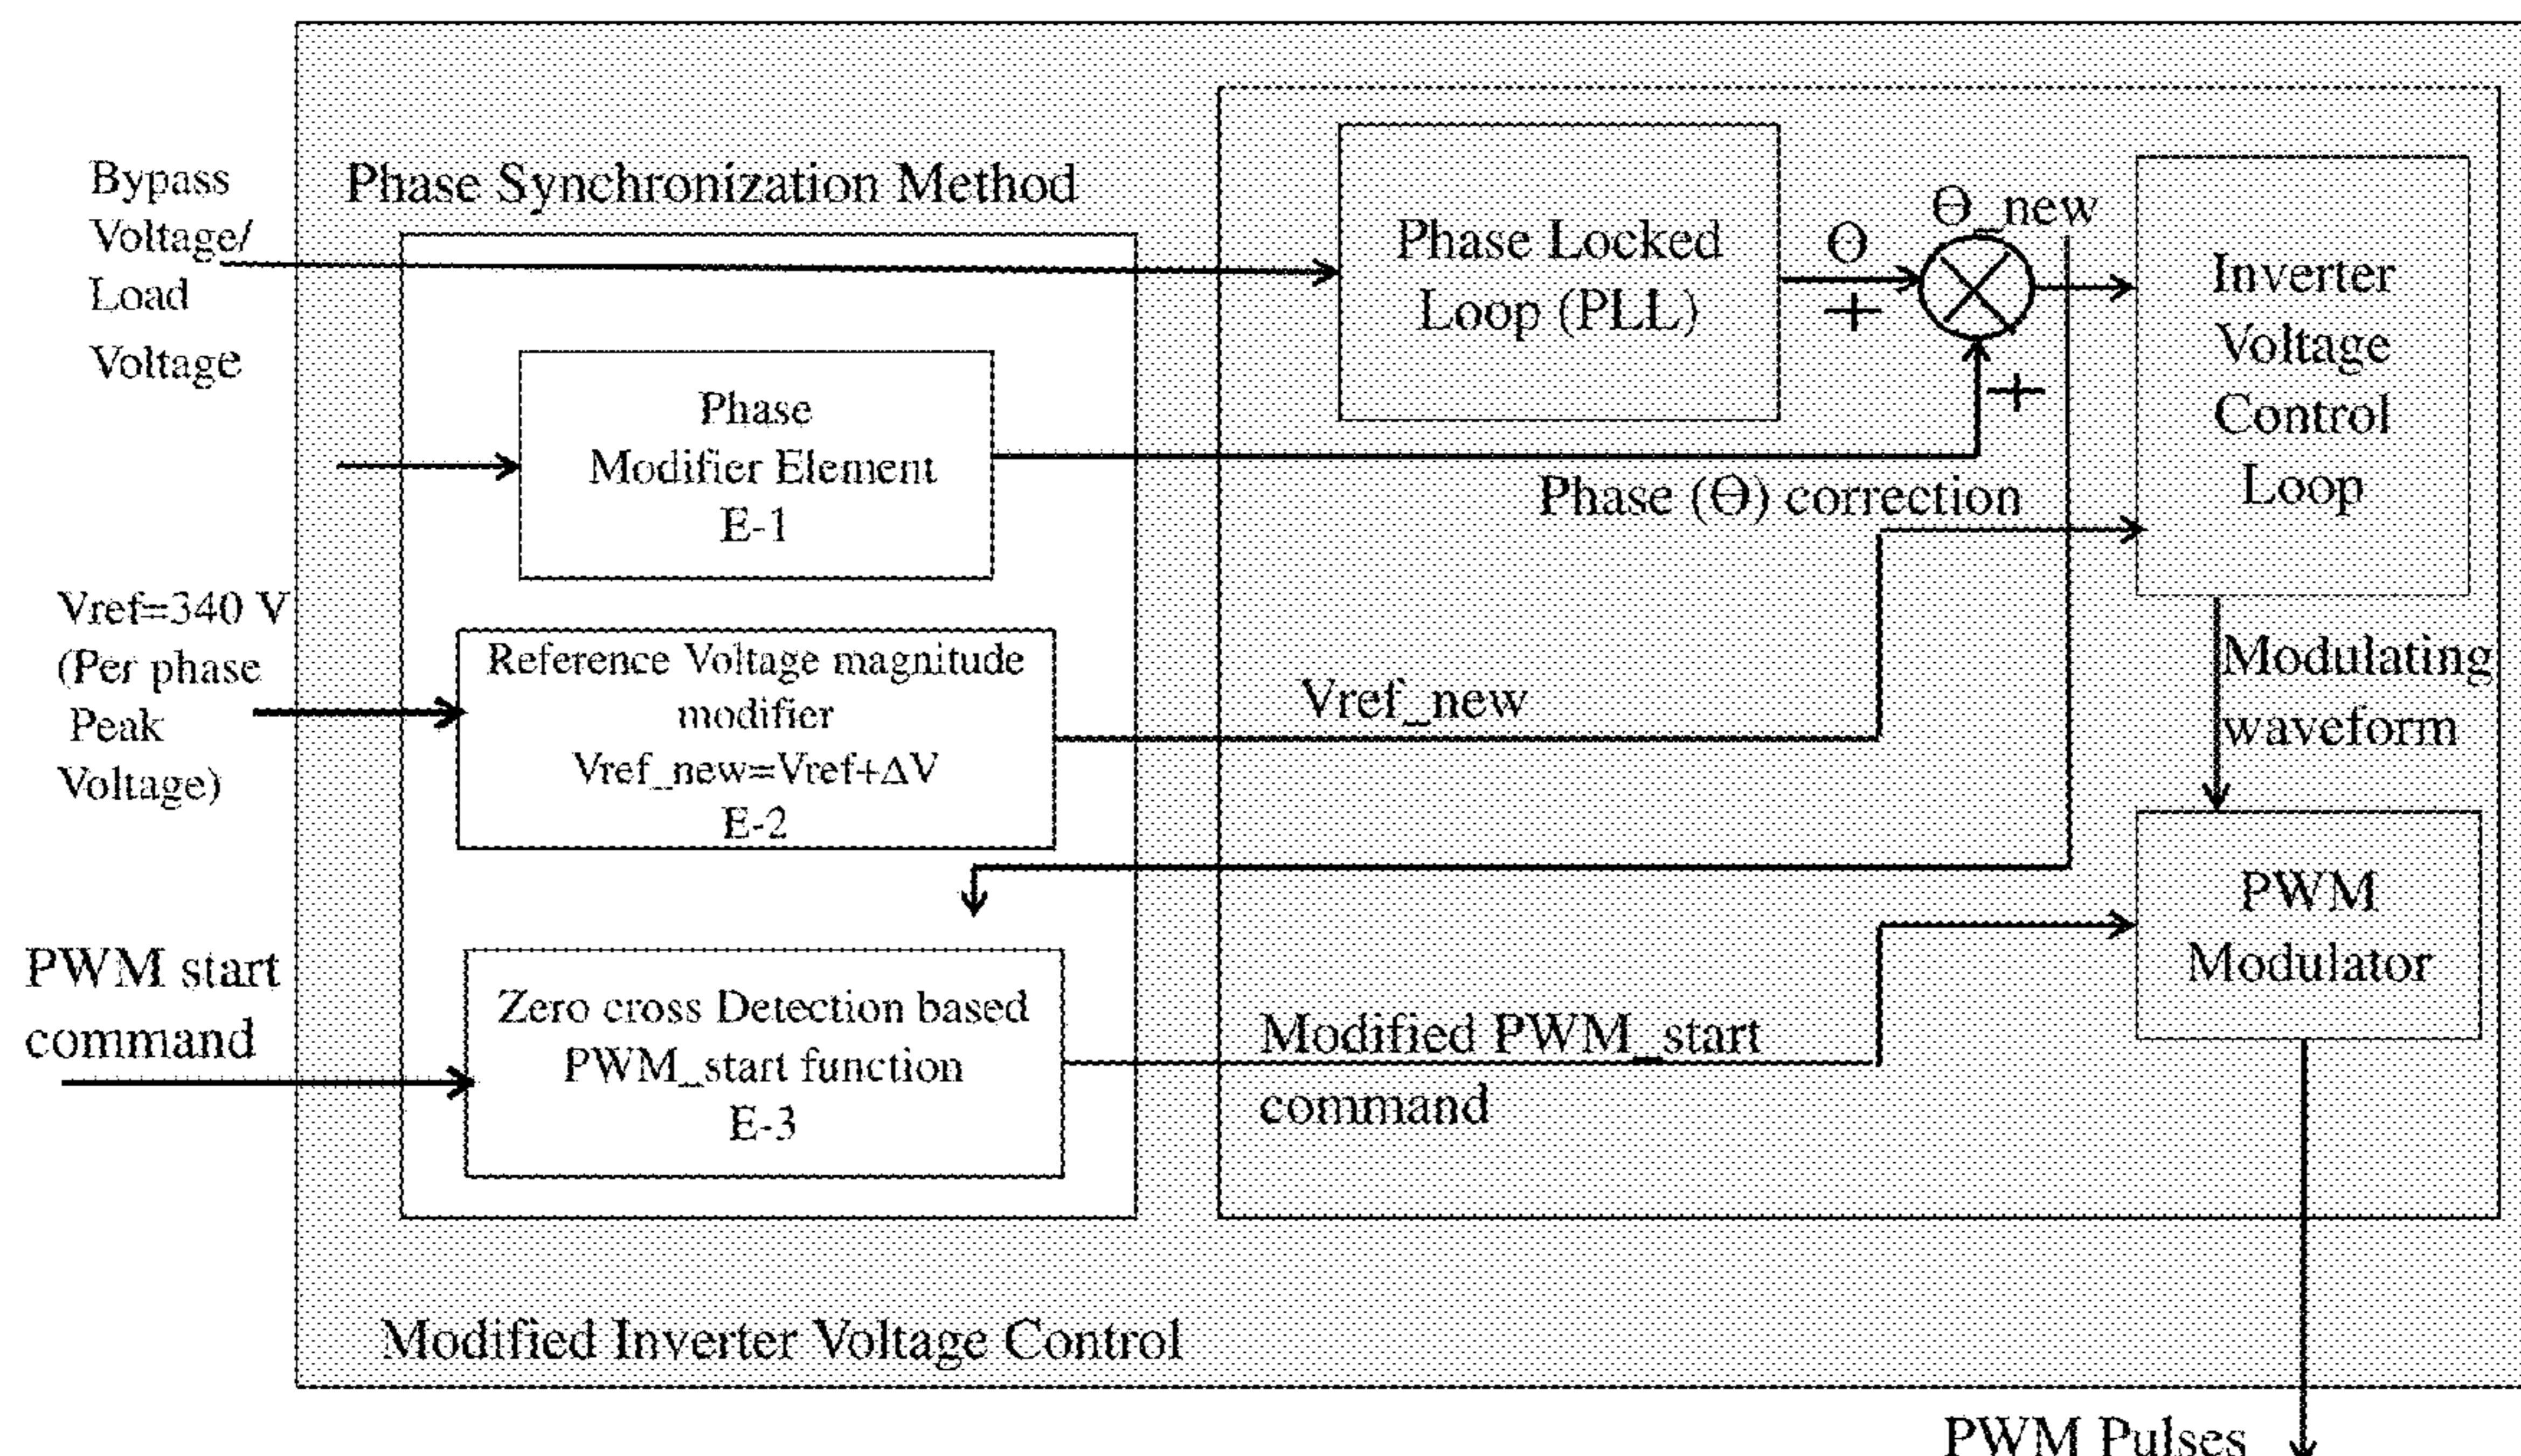 Bypass
Voltage/
Load
Voltage
Phase Synchronization Method
Phase Locked
Loop (PLL)
Θ
+
Θ_new
+
Inverter
Voltage
Control
Loop
Phase
Modifier Element
E-1
Phase (Θ) correction
Vref=340 V
(Per phase
Peak
Voltage)
Reference Voltage magnitude
modifier
Vref_new=Vref+ΔV
E-2
Vref_new
Modulating
waveform
PWM start
command
Zero cross Detection based
PWM_start function
E-3
Modified PWM_start
command
PWM
Modulator
Modified Inverter Voltage Control
PWM Pulses